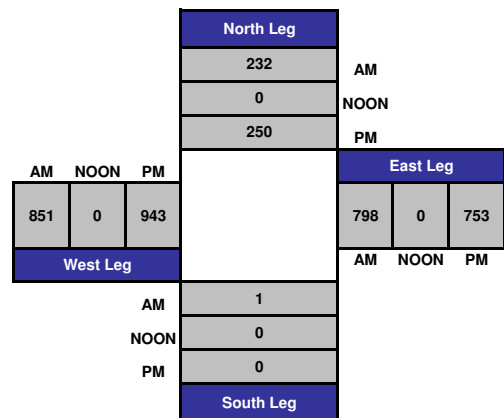 North Leg
232 AM
0 NOON
250 PM
AM NOON PM
East Leg
851 0 943
798 0 753
West Leg
AM NOON PM
AM 1
NOON 0
PM 0
South Leg